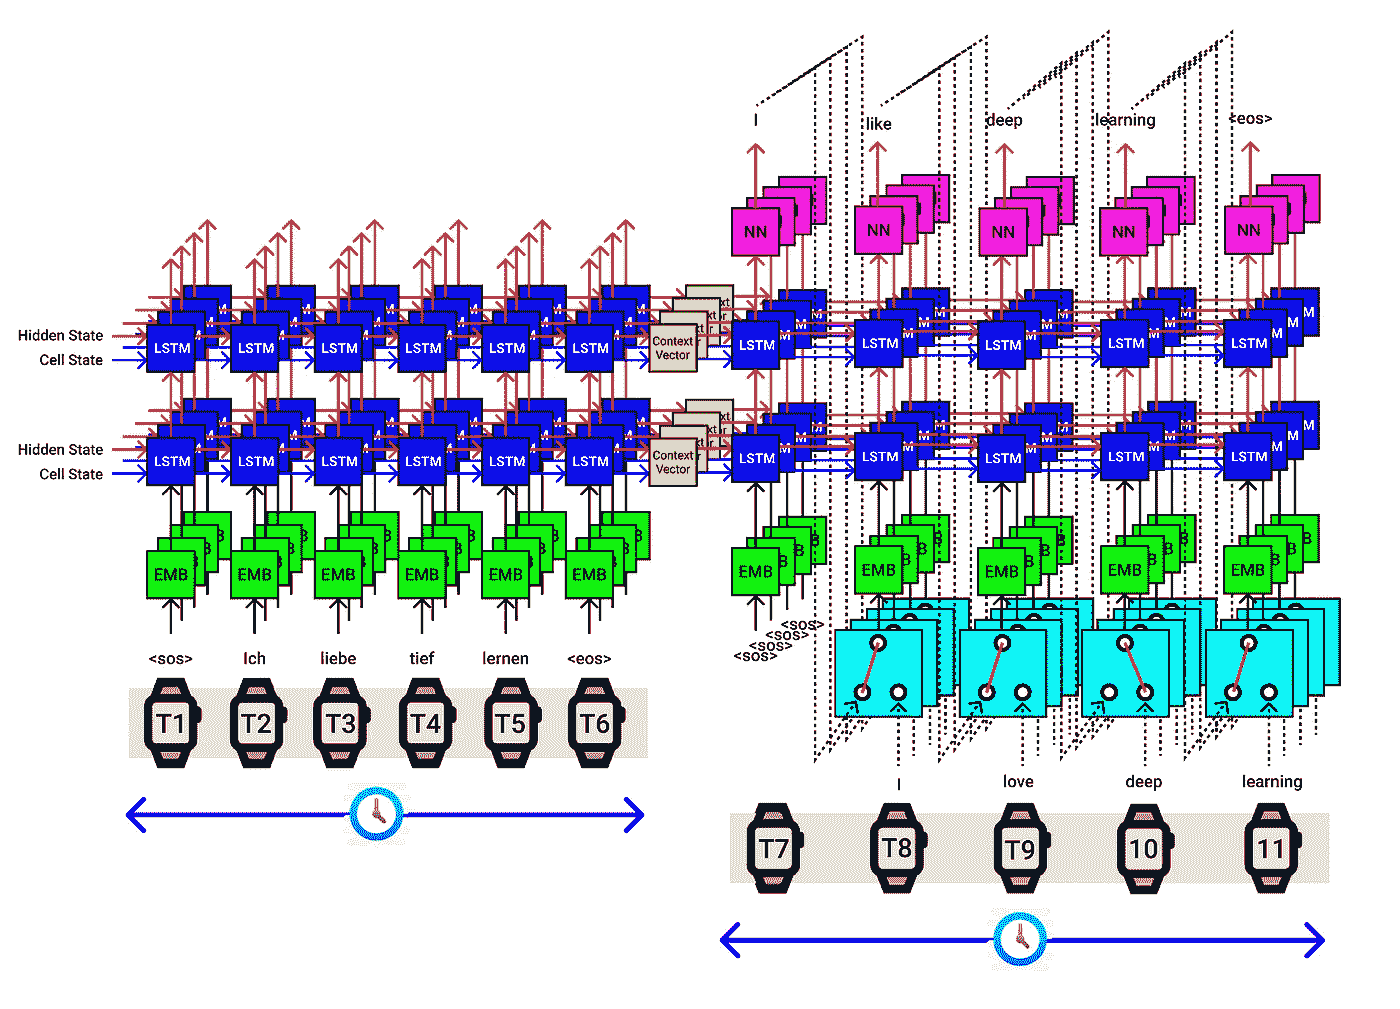 I
like
deep
learning
<eos>
NN
NN
NN
NN
NN
Hidden State
Cell State
LSTM
LSTM
LSTM
LSTM
LSTM
LSTM
Context
Vector
LSTM
LSTM
LSTM
LSTM
LSTM
Hidden State
Cell State
LSTM
LSTM
LSTM
LSTM
LSTM
LSTM
Context
Vector
LSTM
LSTM
LSTM
LSTM
LSTM
EMB
EMB
EMB
EMB
EMB
EMB
EMB
EMB
EMB
EMB
EMB
<sos>
<sos>
<sos>
<sos>
<sos>
Ich
liebe
tief
lernen
<eos>
T1
T2
T3
T4
T5
T6
I
love
deep
learning
T7
T8
T9
10
11